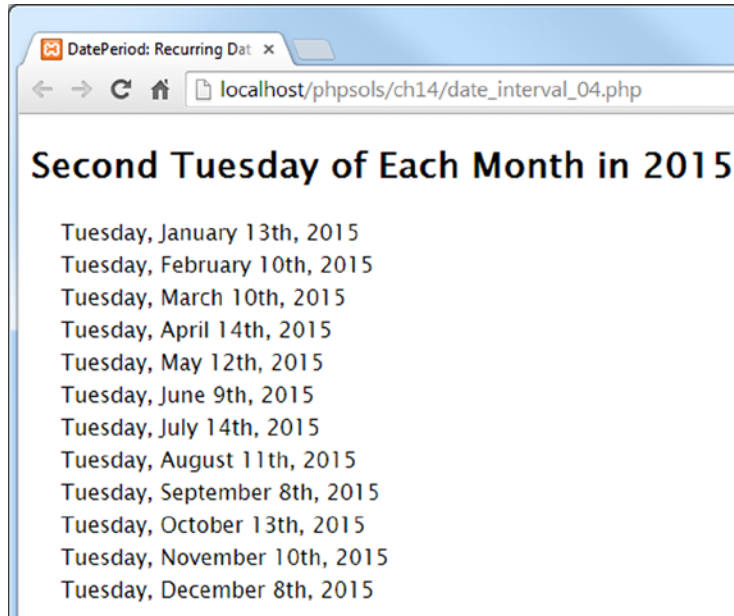 DatePeriod: Recurring Dat
localhost/phpsols/ch14/date_interval_04.php
Second Tuesday of Each Month in 2015
Tuesday, January 13th, 2015
Tuesday, February 10th, 2015
Tuesday, March 10th, 2015
Tuesday, April 14th, 2015
Tuesday, May 12th, 2015
Tuesday, June 9th, 2015
Tuesday, July 14th, 2015
Tuesday, August 11th, 2015
Tuesday, September 8th, 2015
Tuesday, October 13th, 2015
Tuesday, November 10th, 2015
Tuesday, December 8th, 2015